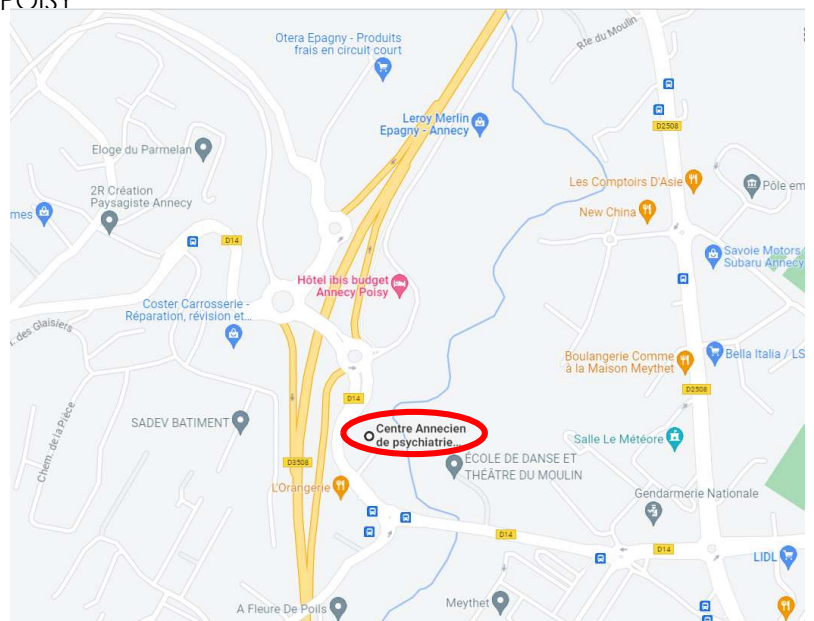 POISY
Otera Epagny - Produits
frais en circuit court
Rte du Moulin
Leroy Merlin
Epagny - Annecy
D2508
Eloge du Parmelan
Les Comptoirs D'Asie
Pôle em
2R Création
Paysagiste Annecy
mes
New China
D14
Savoie Motors
Subaru Annecy
Hôtel ibis budget
Annecy Poisy
Coster Carrosserie -
Réparation, révision et...
des Glaisiers
Boulangerie Comme
à la Maison Meythet
Bella Italia / LS
D14
D2508
Chem. de la Pièce
SADEV BATIMENT
Centre Annecien
de psychiatrie...
Salle Le Météore
D3508
ÉCOLE DE DANSE ET
THÉÂTRE DU MOULIN
L'Orangerie
Gendarmerie Nationale
D14
D14
LIDL
A Fleure De Poils
Meythet